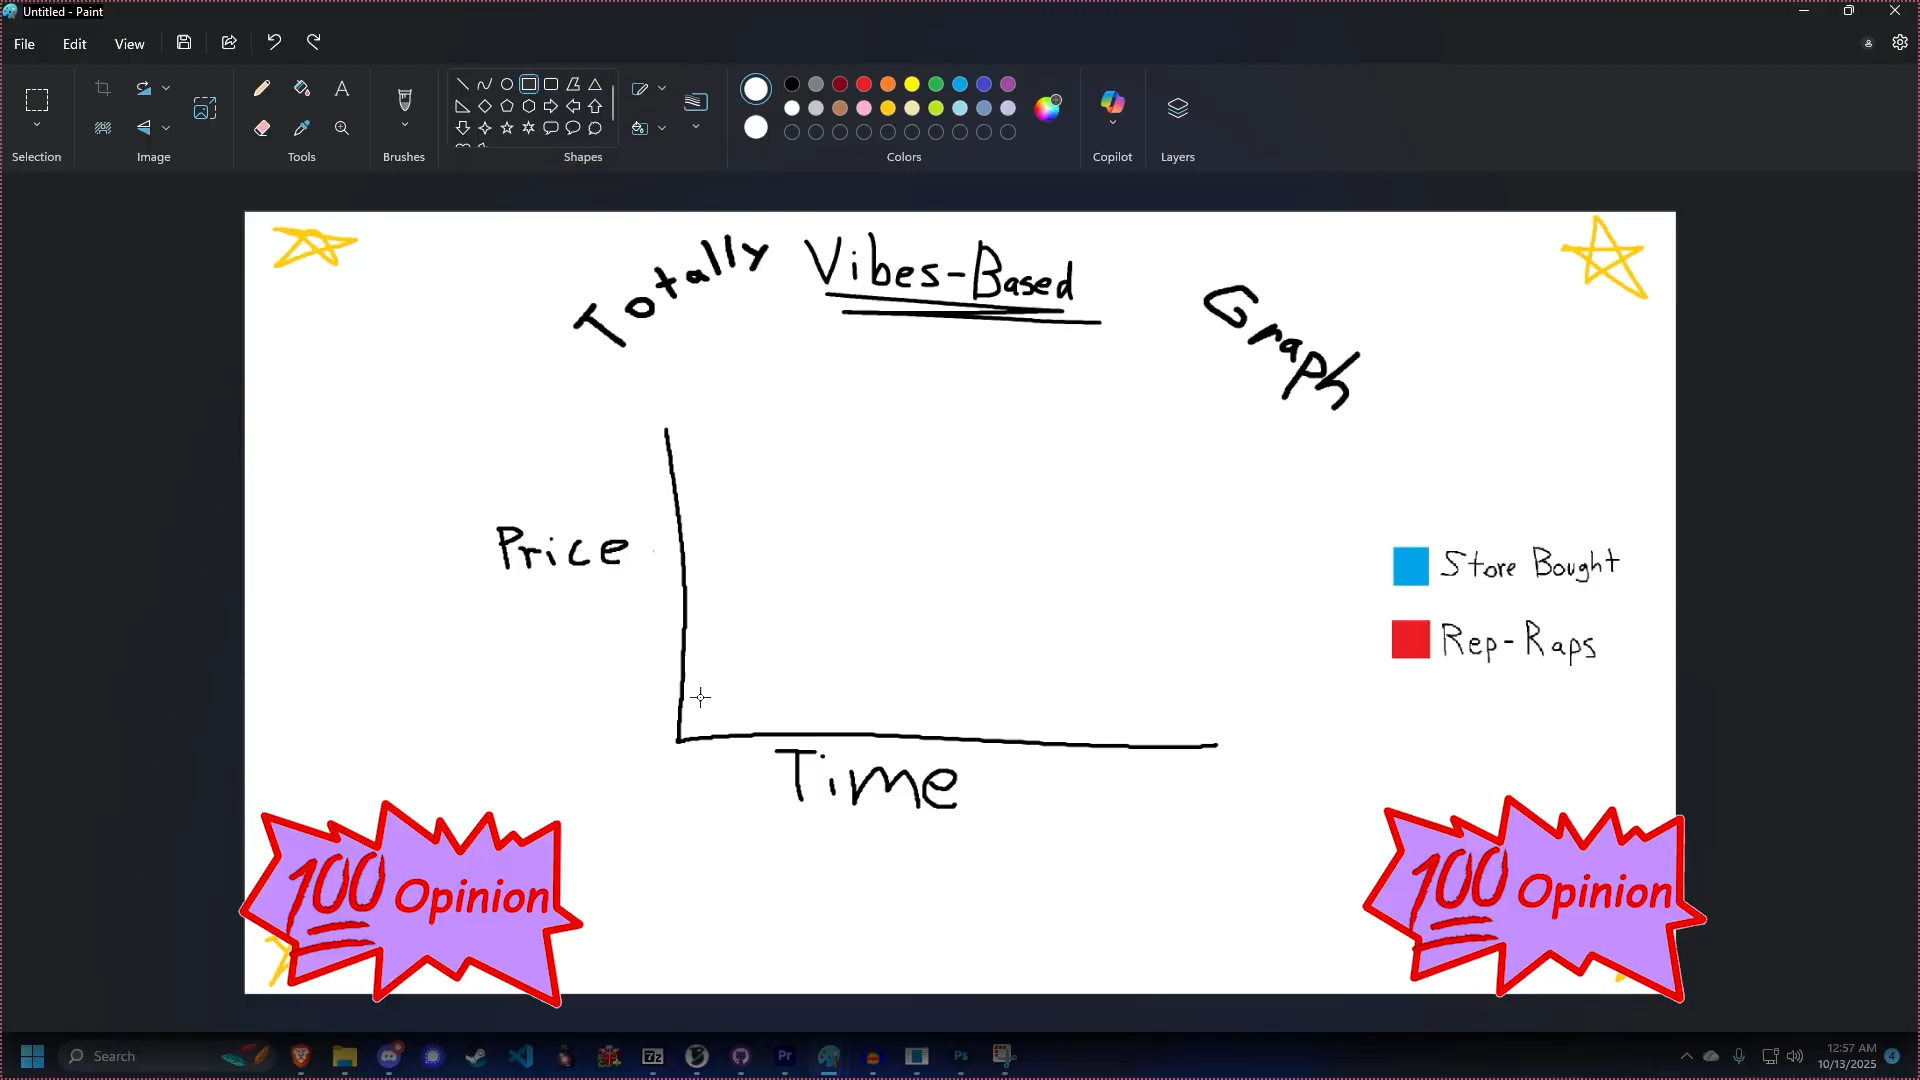 Untitled - Paint
File Edit View
Selection Image Tools Brushes Shapes Colors Copilot Layers
Totally Vibes-Based Graph
Price
Store Bought
Rep-Raps
Time
100 Opinion
100 Opinion
Search
12:57 AM
10/13/2025
4